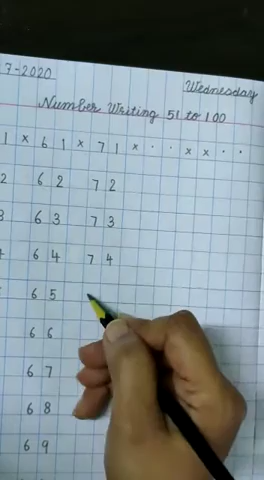 7-2020
Wednesday
Number Writing 51 to 100
1 x 6 1 x 7 1 x . . x x . .
2 6 2 7 2
3 6 3 7 3
4 6 4 7 4
6 5
6 6
6 7
6 8
6 9